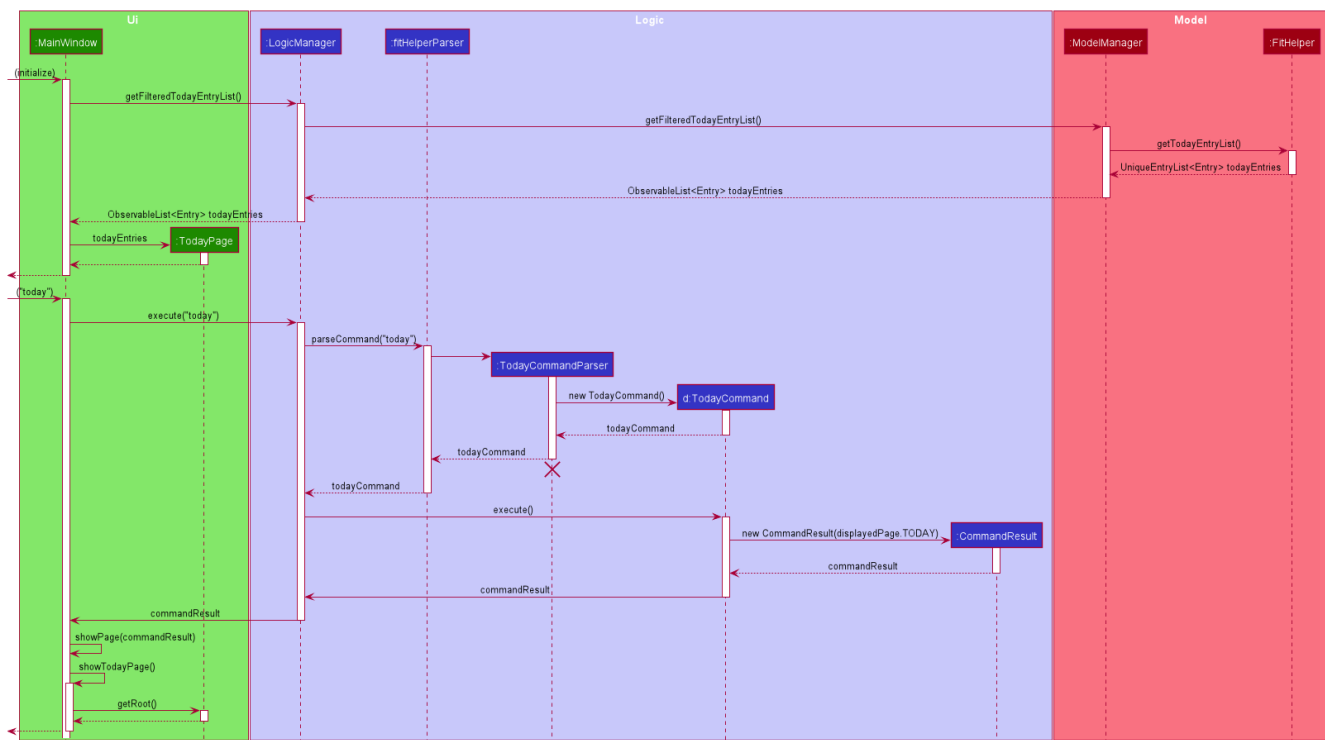 Ui
Logic
Model
:MainWindow
:LogicManager
:fitHelperParser
:ModelManager
:FitHelper
(initialize)
getFilteredTodayEntryList()
getFilteredTodayEntryList()
getTodayEntryList()
UniqueEntryList<Entry> todayEntries
ObservableList<Entry> todayEntries
ObservableList<Entry> todayEntries
todayEntries
:TodayPage
("today")
execute("today")
parseCommand("today")
:TodayCommandParser
new TodayCommand()
d:TodayCommand
todayCommand
todayCommand
todayCommand
execute()
new CommandResult(displayedPage.TODAY)
:CommandResult
commandResult
commandResult
commandResult
showPage(commandResult)
showTodayPage()
getRoot()